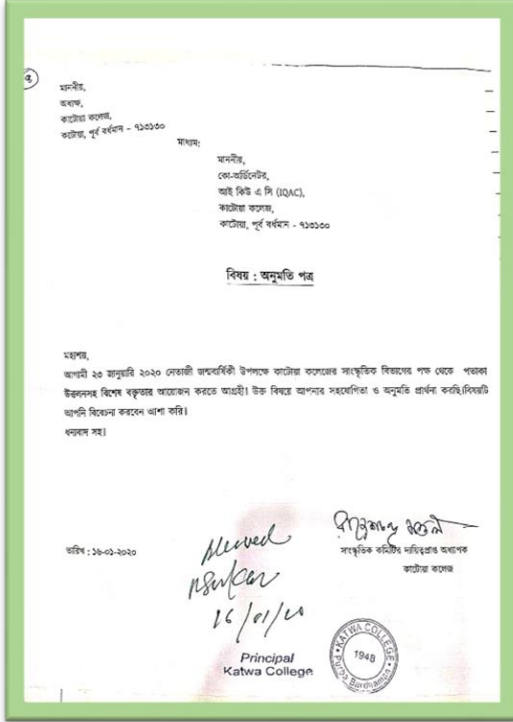 মাননীয়,
অধ্যক্ষ,
কাটোয়া কলেজ,
কাটোয়া, পূর্ব বর্ধমান - ৭১৩১৩০
মাধ্যম:
মাননীয়,
কো-অর্ডিনেটর,
আই কিউ এ সি (IQAC),
কাটোয়া কলেজ,
কাটোয়া, পূর্ব বর্ধমান - ৭১৩১৩০
বিষয় : অনুমতি পত্র
মহাশয়,
আগামী ২৩ জানুয়ারি ২০২০ নেতাজী জন্মবার্ষিকী উপলক্ষে কাটোয়া কলেজের সাংস্কৃতিক বিভাগের পক্ষ থেকে পতাকা
উত্তলনসহ বিশেষ বক্তৃতার আয়োজন করতে আগ্রহী। উক্ত বিষয়ে আপনার সহযোগিতা ও অনুমতি প্রার্থনা করছি।বিষয়টি
আপনি বিবেচনা করবেন আশা করি।
ধন্যবাদ সহ।
তারিখ : ১৬-০১-২০২০
সাংস্কৃতিক কমিটির দায়িত্বপ্রাপ্ত অধ্যাপক
কাটোয়া কলেজ
16/01/20
Principal
Katwa College
KATWA COLLEGE
1948
Purba Bardhaman